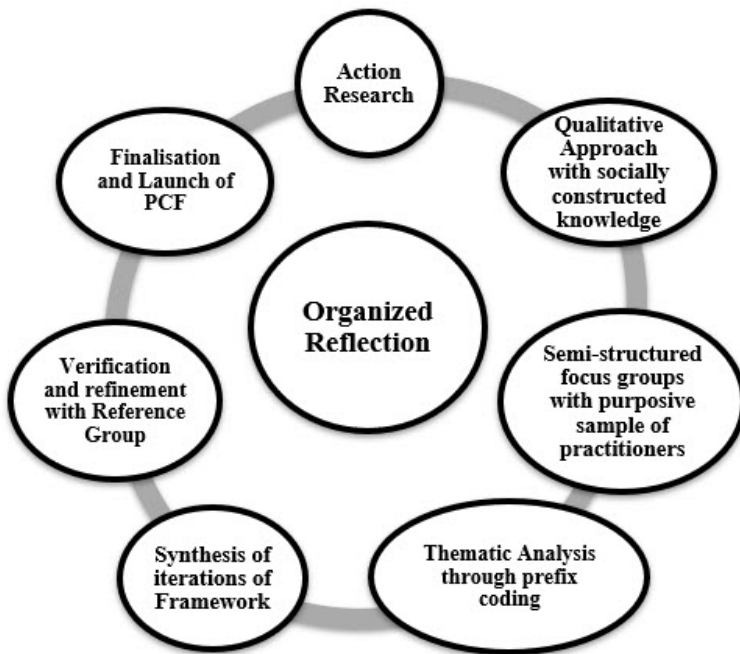 Action
Research
Qualitative
Approach
with socially
constructed
knowledge
Semi-structured
focus groups
with purposive
sample of
practitioners
Thematic Analysis
through prefix
coding
Synthesis of
iterations of
Framework
Verification
and refinement
with Reference
Group
Finalisation
and Launch of
PCF
Organized
Reflection